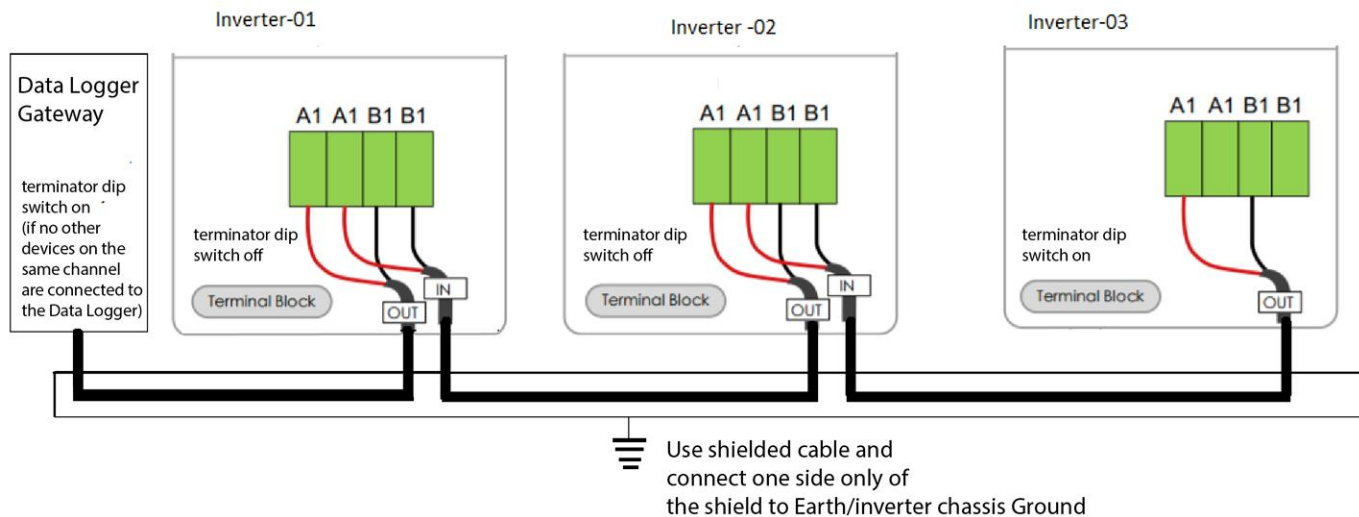 Inverter-01
Inverter -02
Inverter-03
Data Logger
Gateway
terminator dip
switch on
(if no other
devices on the
same channel
are connected to
the Data Logger)
A1 A1 B1 B1
terminator dip
switch off
Terminal Block
IN
OUT
A1 A1 B1 B1
terminator dip
switch off
Terminal Block
IN
OUT
A1 A1 B1 B1
terminator dip
switch on
Terminal Block
OUT
Use shielded cable and
connect one side only of
the shield to Earth/inverter chassis Ground